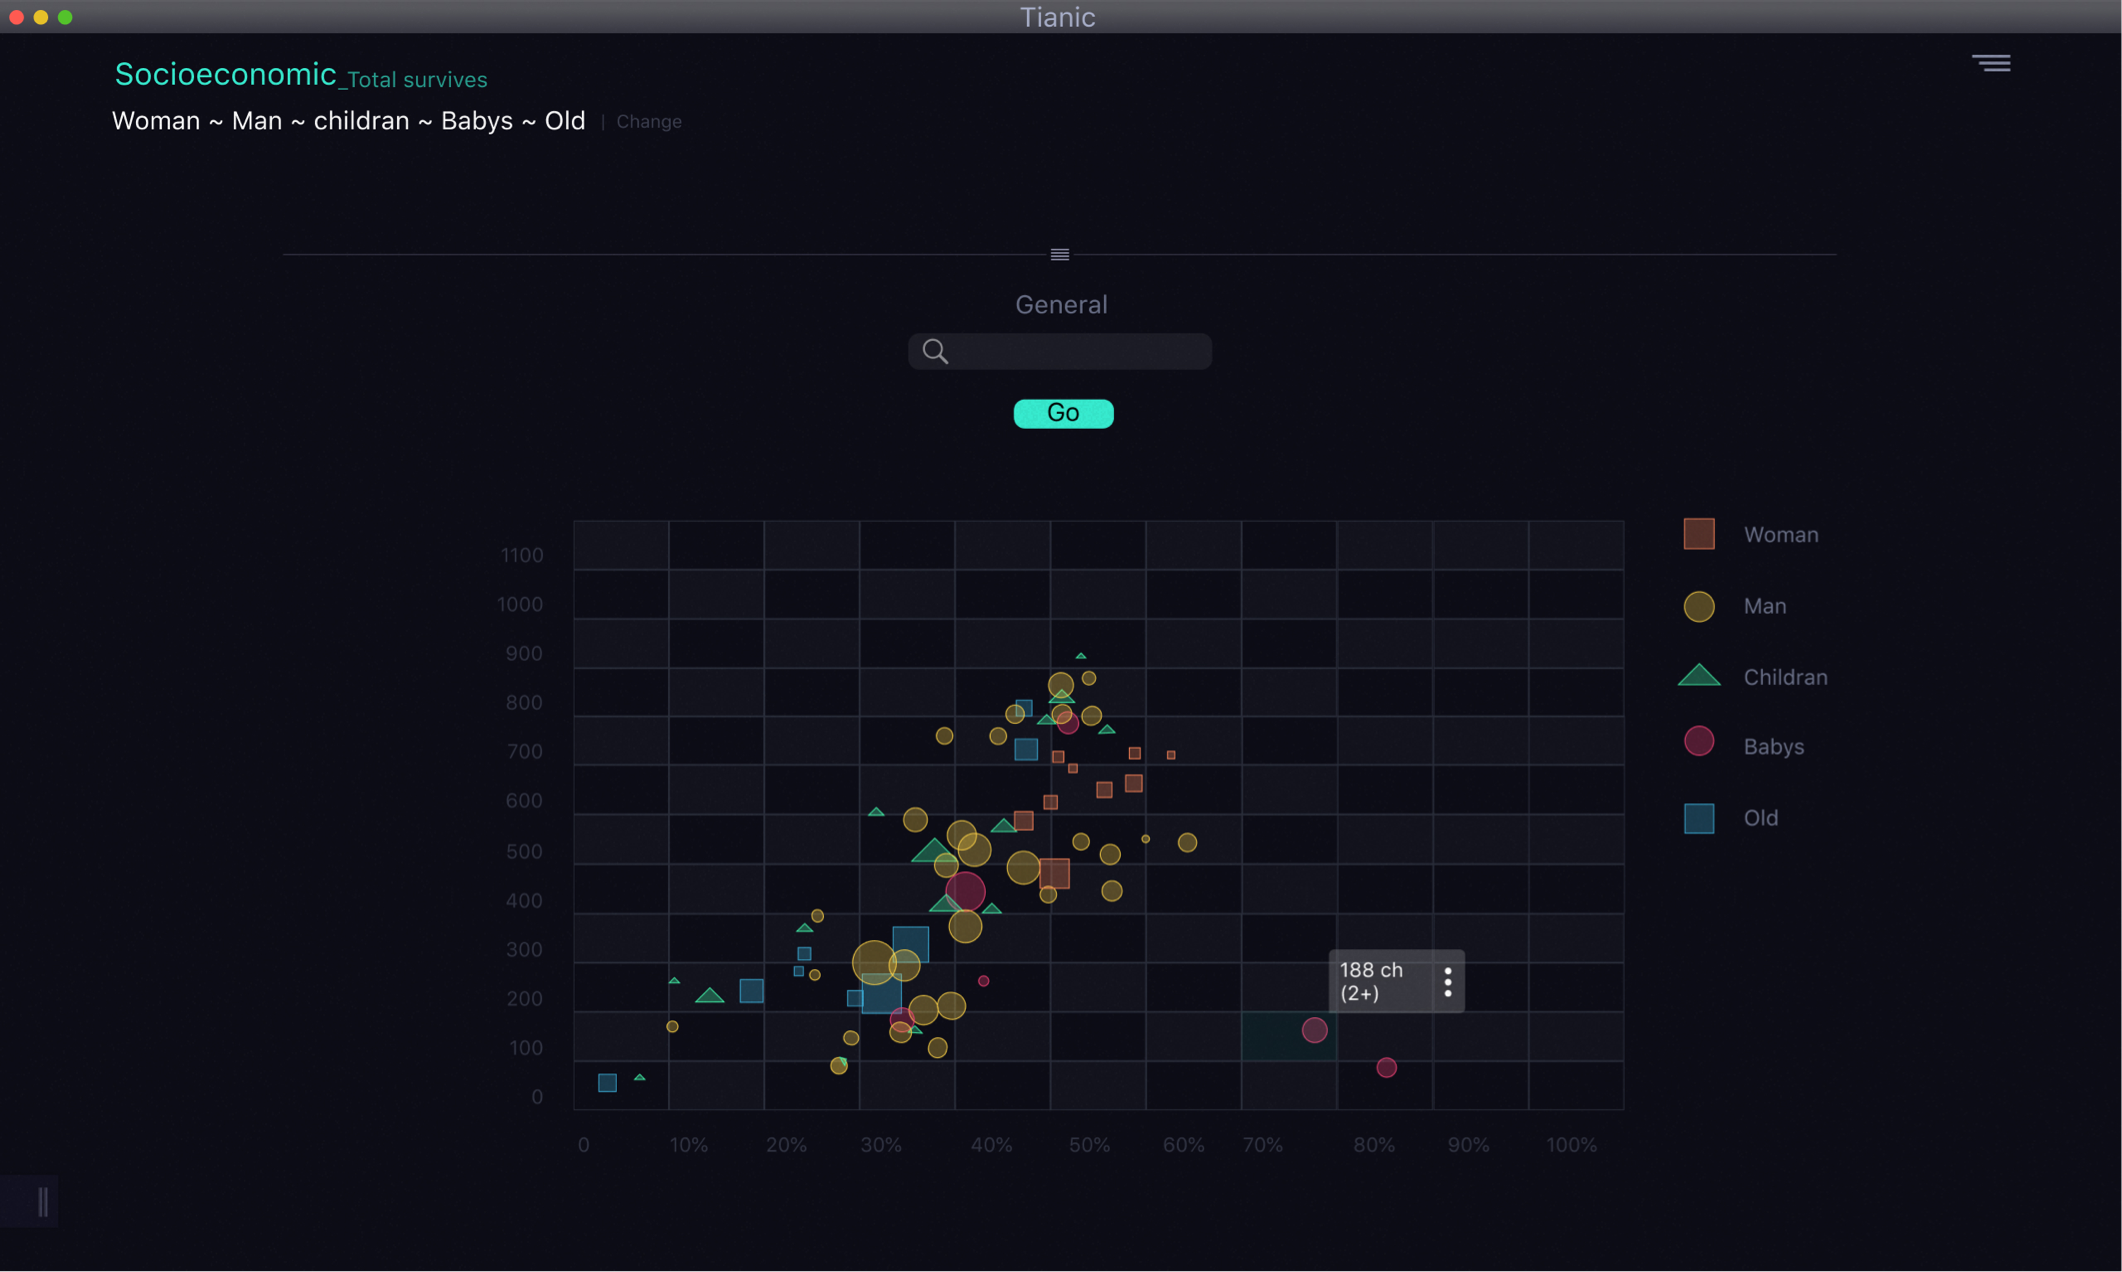 Tianic
Socioeconomic_Total survives
Woman ~ Man ~ childran ~ Babys ~ Old | Change
General
Go
1100
1000
900
800
700
600
500
400
300
200
100
0
0 10% 20% 30% 40% 50% 60% 70% 80% 90% 100%
188 ch
(2+)
Woman
Man
Childran
Babys
Old